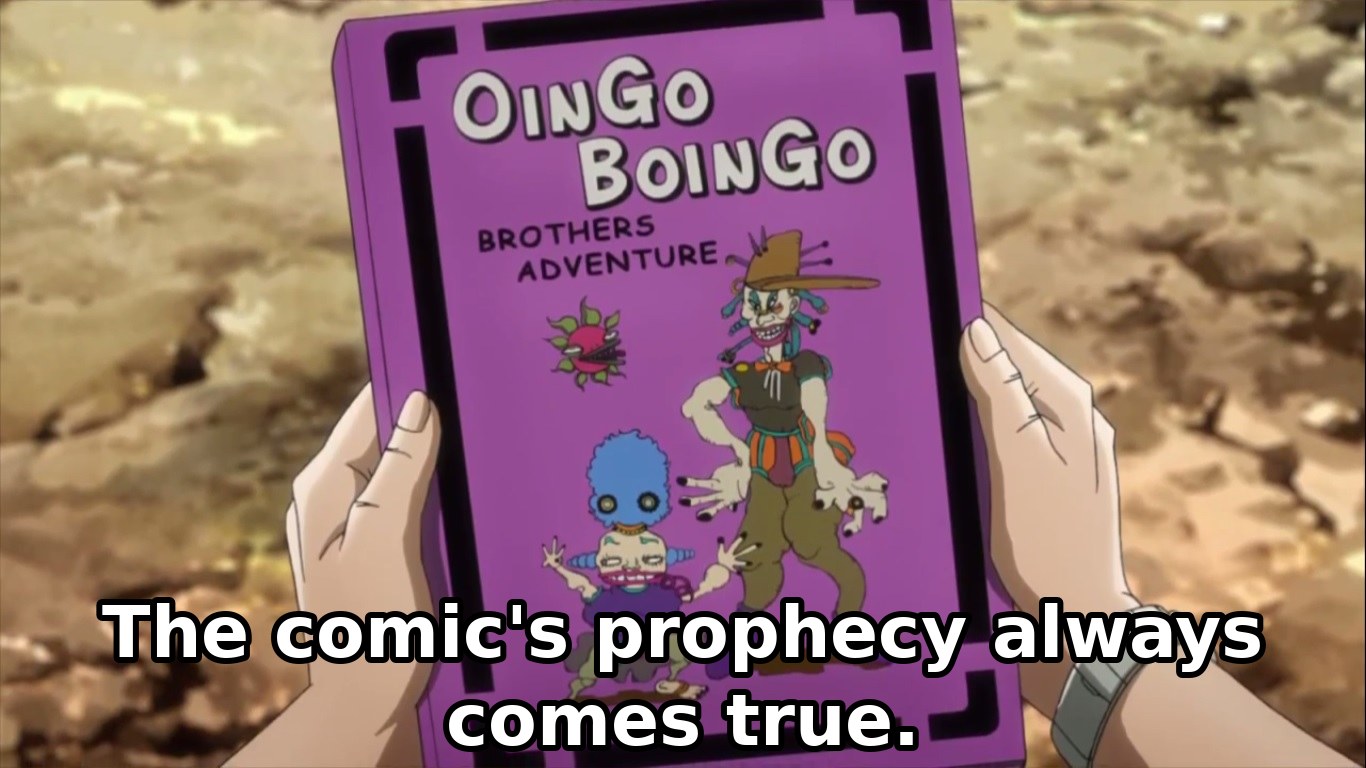 OINGO
BOINGO
BROTHERS
ADVENTURE
The comic's prophecy always
comes true.